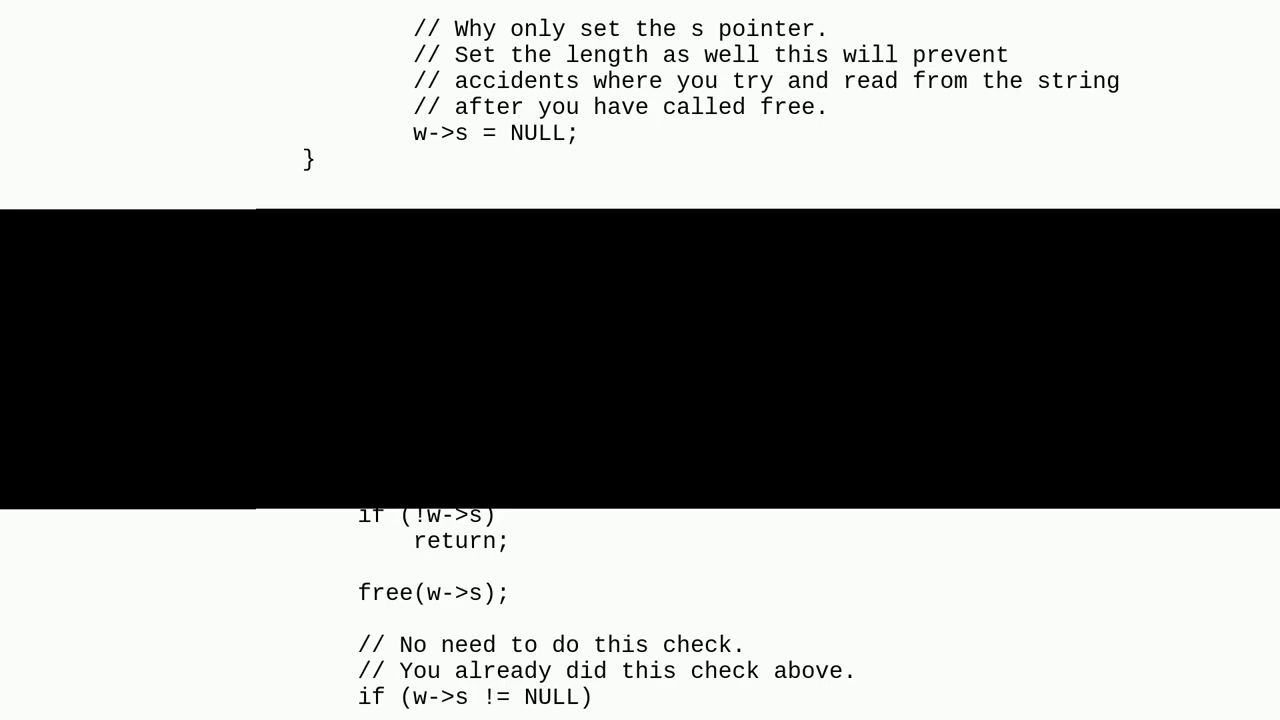 // Why only set the s pointer.
// Set the length as well this will prevent
// accidents where you try and read from the string
// after you have called free.
w->s = NULL;
}
if (!w->s)
return;
free(w->s);
// No need to do this check.
// You already did this check above.
if (w->s != NULL)